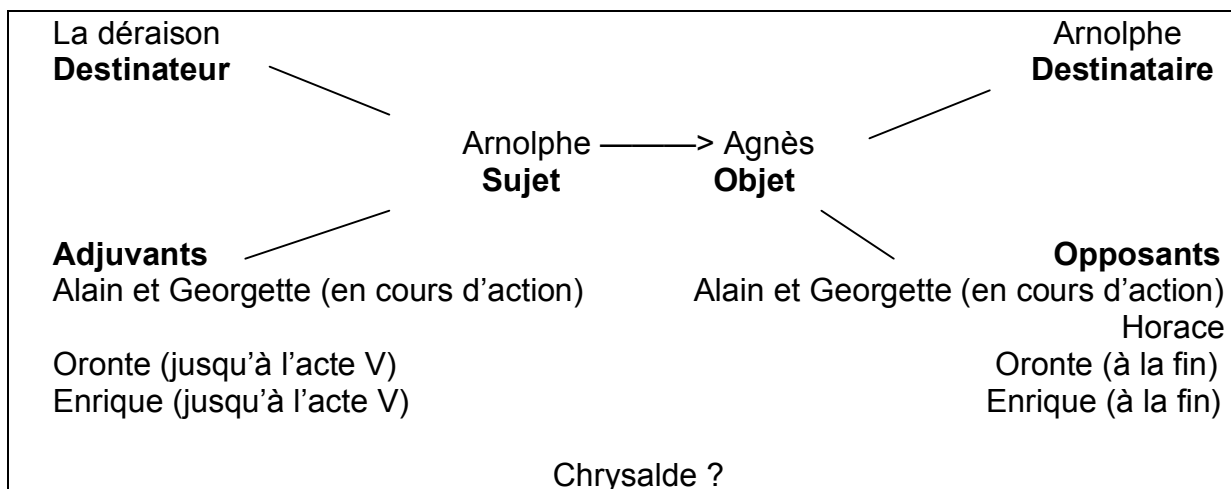 La déraison Arnolphe
Destinateur Destinataire
Arnolphe ———> Agnès
Sujet Objet
Adjuvants Opposants
Alain et Georgette (en cours d’action) Alain et Georgette (en cours d’action)
Horace
Oronte (jusqu’à l’acte V) Oronte (à la fin)
Enrique (jusqu’à l’acte V) Enrique (à la fin)
Chrysalde ?